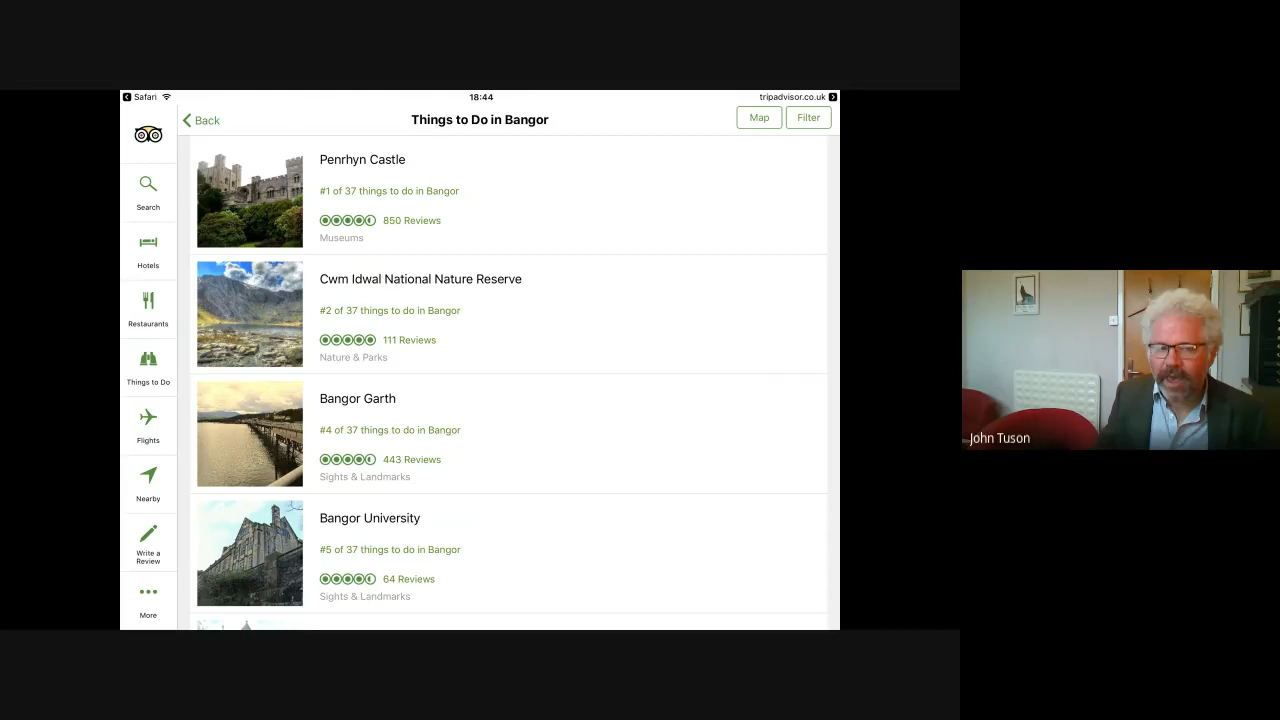 Safari
18:44
tripadvisor.co.uk
Back
Things to Do in Bangor
Map
Filter
Search
Hotels
Restaurants
Things to Do
Flights
Nearby
Write a
Review
More
Penrhyn Castle
#1 of 37 things to do in Bangor
850 Reviews
Museums
Cwm Idwal National Nature Reserve
#2 of 37 things to do in Bangor
111 Reviews
Nature & Parks
Bangor Garth
#4 of 37 things to do in Bangor
443 Reviews
Sights & Landmarks
Bangor University
#5 of 37 things to do in Bangor
64 Reviews
Sights & Landmarks
John Tuson